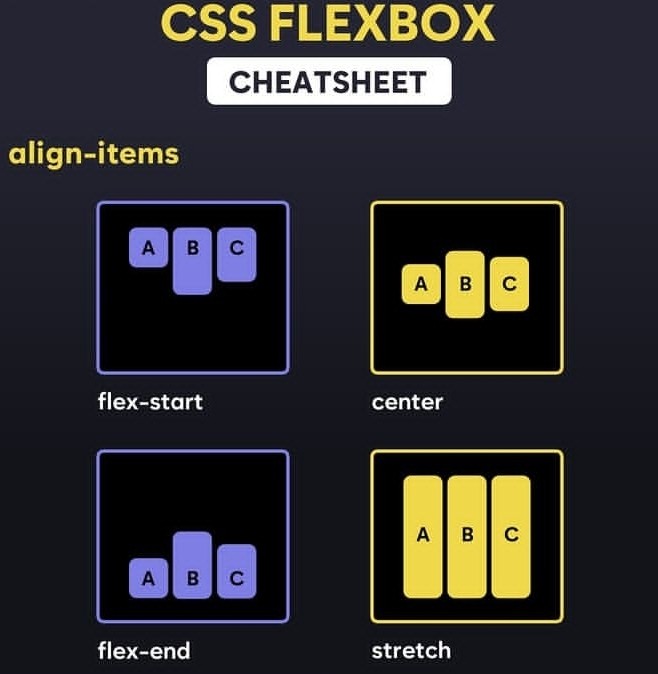 CSS FLEXBOX
CHEATSHEET
align-items
A B C
flex-start
A B C
center
A B C
flex-end
A B C
stretch